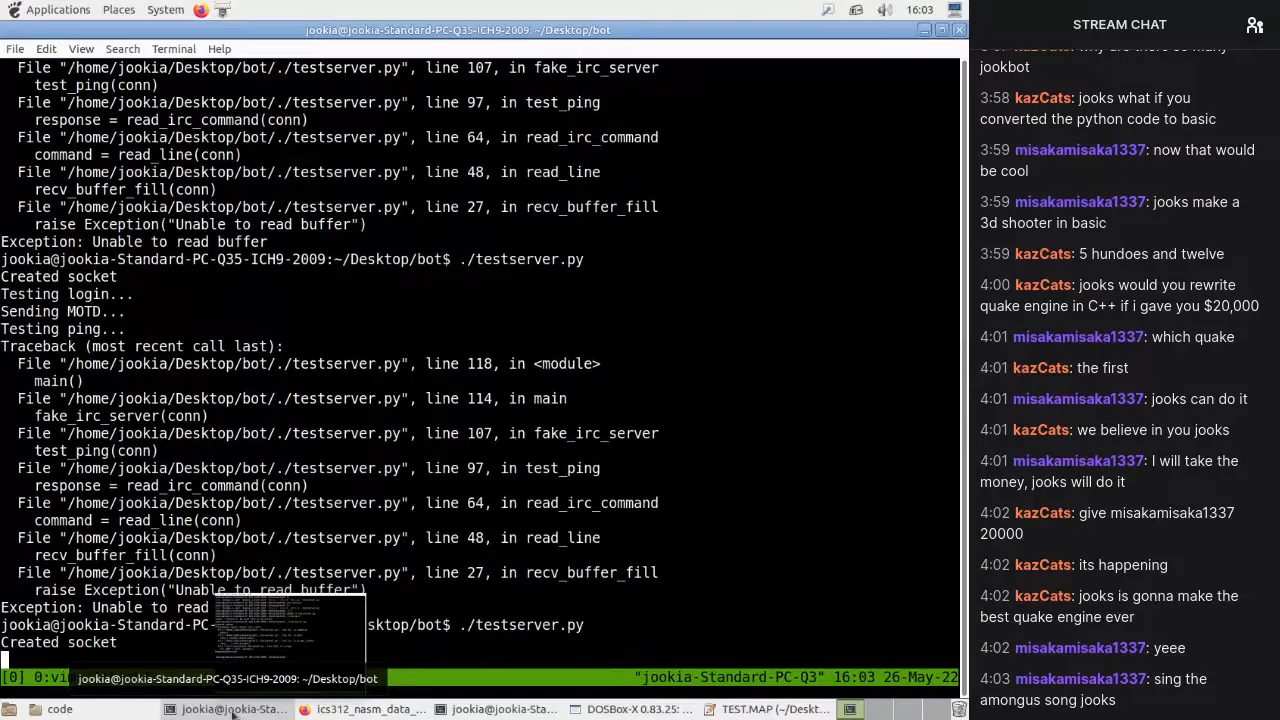 Applications Places System 16:03
jookia@jookia-Standard-PC-Q35-ICH9-2009: ~/Desktop/bot
File Edit View Search Terminal Help
File "/home/jookia/Desktop/bot/./testserver.py", line 107, in fake_irc_server
test_ping(conn)
File "/home/jookia/Desktop/bot/./testserver.py", line 97, in test_ping
response = read_irc_command(conn)
File "/home/jookia/Desktop/bot/./testserver.py", line 64, in read_irc_command
command = read_line(conn)
File "/home/jookia/Desktop/bot/./testserver.py", line 48, in read_line
recv_buffer_fill(conn)
File "/home/jookia/Desktop/bot/./testserver.py", line 27, in recv_buffer_fill
raise Exception("Unable to read buffer")
Exception: Unable to read buffer
jookia@jookia-Standard-PC-Q35-ICH9-2009:~/Desktop/bot$ ./testserver.py
Created socket
Testing login...
Sending MOTD...
Testing ping...
Traceback (most recent call last):
File "/home/jookia/Desktop/bot/./testserver.py", line 118, in <module>
main()
File "/home/jookia/Desktop/bot/./testserver.py", line 114, in main
fake_irc_server(conn)
File "/home/jookia/Desktop/bot/./testserver.py", line 107, in fake_irc_server
test_ping(conn)
File "/home/jookia/Desktop/bot/./testserver.py", line 97, in test_ping
response = read_irc_command(conn)
File "/home/jookia/Desktop/bot/./testserver.py", line 64, in read_irc_command
command = read_line(conn)
File "/home/jookia/Desktop/bot/./testserver.py", line 48, in read_line
recv_buffer_fill(conn)
File "/home/jookia/Desktop/bot/./testserver.py", line 27, in recv_buffer_fill
raise Exception("Unable to read buffer")
Exception: Unable to read
jookia@jookia-Standard-PC- sktop/bot$ ./testserver.py
Created socket
[0] 0:vi "jookia-Standard-PC-Q3" 16:03 26-May-22
jookia@jookia-Standard-PC-Q35-ICH9-2009: ~/Desktop/bot
code jookia@jookia-Sta... ics312_nasm_data_... jookia@jookia-Sta... DOSBox-X 0.83.25: ... TEST.MAP (~/Deskt...
STREAM CHAT
jookbot
3:58 kazCats: jooks what if you
converted the python code to basic
3:59 misakamisaka1337: now that would
be cool
3:59 misakamisaka1337: jooks make a
3d shooter in basic
3:59 kazCats: 5 hundoes and twelve
4:00 kazCats: jooks would you rewrite
quake engine in C++ if i gave you $20,000
4:01 misakamisaka1337: which quake
4:01 kazCats: the first
4:01 misakamisaka1337: jooks can do it
4:01 kazCats: we believe in you jooks
4:01 misakamisaka1337: I will take the
money, jooks will do it
4:02 kazCats: give misakamisaka1337
20000
4:02 kazCats: its happening
4:02 kazCats: jooks is gonna make the
best quake engine ever
4:02 misakamisaka1337: yeee
4:03 misakamisaka1337: sing the
amongus song jooks